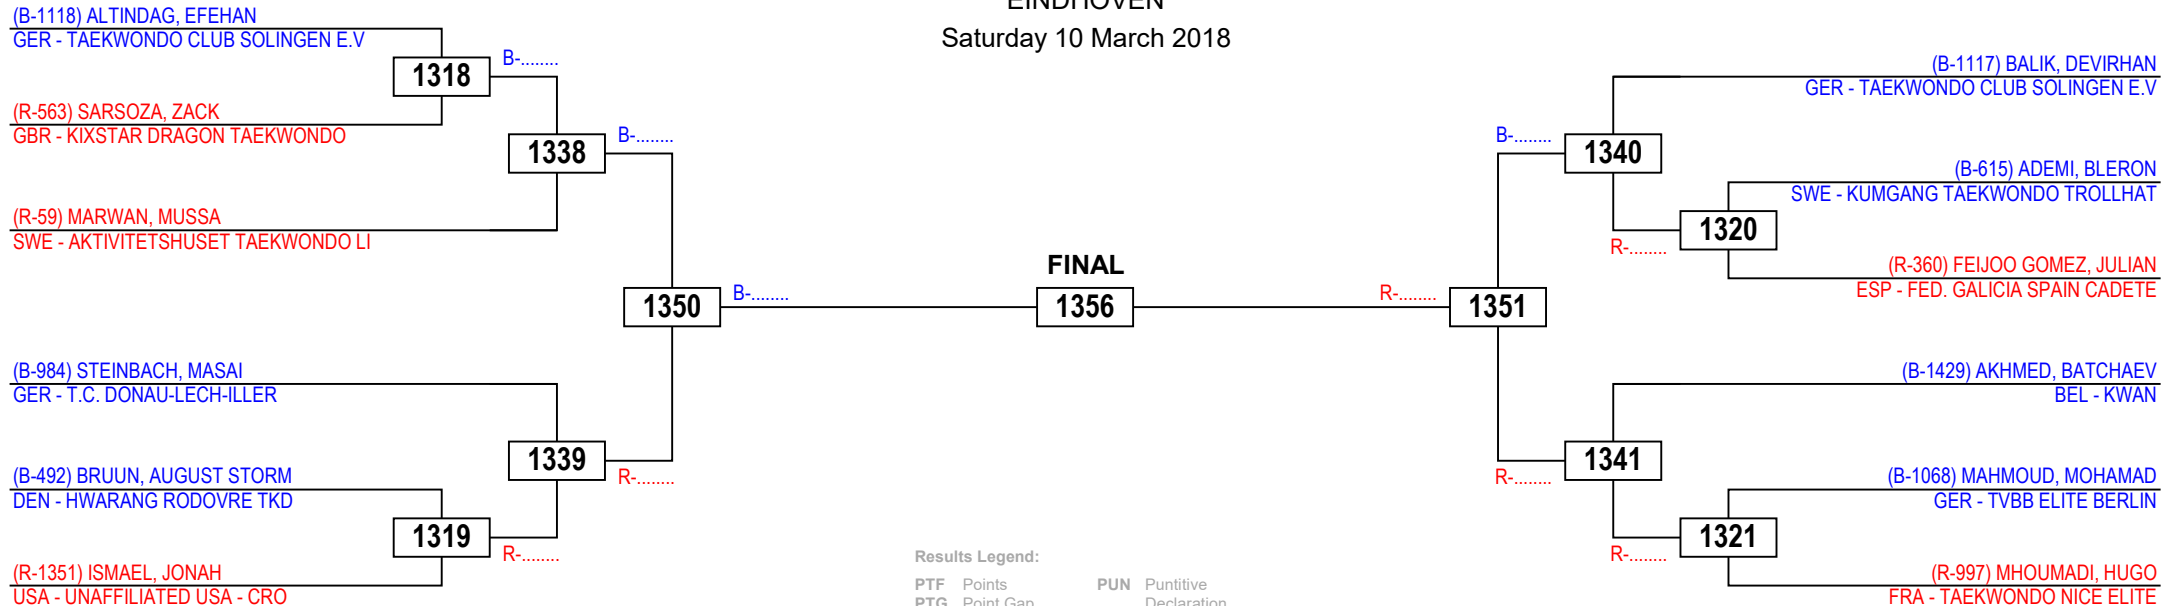 EINDHOVEN
Saturday 10 March 2018
(B-1118) ALTINDAG, EFEHAN
GER - TAEKWONDO CLUB SOLINGEN E.V
1318
B-........
(R-563) SARSOZA, ZACK
GBR - KIXSTAR DRAGON TAEKWONDO
1338
B-........
(R-59) MARWAN, MUSSA
SWE - AKTIVITETSHUSET TAEKWONDO LI
1350
B-........
(B-984) STEINBACH, MASAI
GER - T.C. DONAU-LECH-ILLER
1339
R-........
(B-492) BRUUN, AUGUST STORM
DEN - HWARANG RODOVRE TKD
1319
R-........
(R-1351) ISMAEL, JONAH
USA - UNAFFILIATED USA - CRO
FINAL
1356
(B-1117) BALIK, DEVIRHAN
GER - TAEKWONDO CLUB SOLINGEN E.V
B-........
1340
(B-615) ADEMI, BLERON
SWE - KUMGANG TAEKWONDO TROLLHAT
R-........
1320
(R-360) FEIJOO GOMEZ, JULIAN
ESP - FED. GALICIA SPAIN CADETE
R-........
1351
(B-1429) AKHMED, BATCHAEV
BEL - KWAN
R-........
1341
(B-1068) MAHMOUD, MOHAMAD
GER - TVBB ELITE BERLIN
R-........
1321
(R-997) MHOUMADI, HUGO
FRA - TAEKWONDO NICE ELITE
Results Legend:
PTF Points PUN Puntitive
PTG Point Gap Declaration